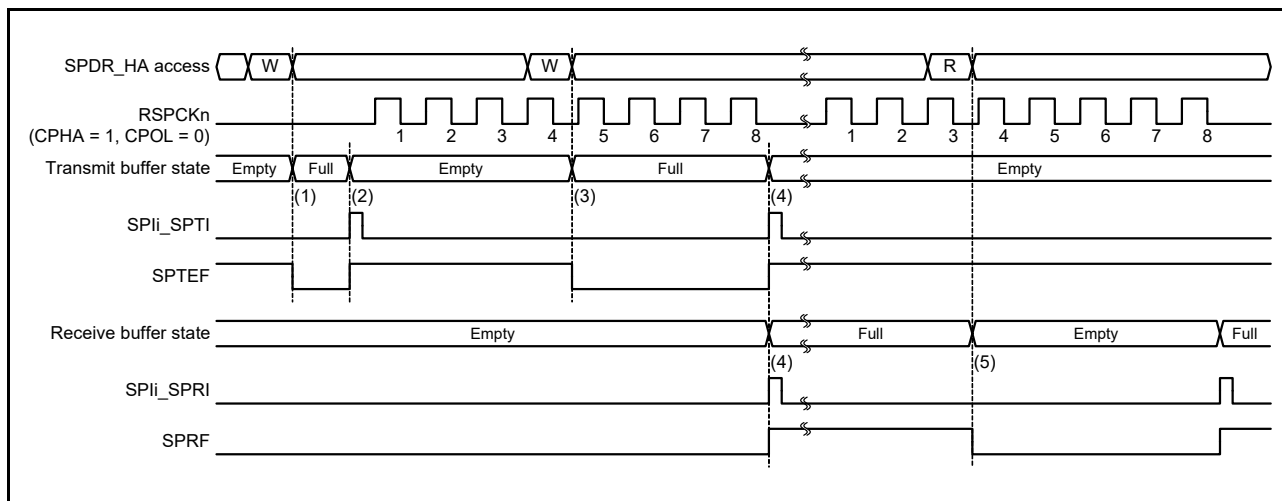 SPDR_HA access W W R
RSPCKn
(CPHA = 1, CPOL = 0)
1 2 3 4 5 6 7 8 1 2 3 4 5 6 7 8
Transmit buffer state Empty Full Empty Full Empty
(1) (2) (3) (4)
SPIi_SPTI
SPTEF
Receive buffer state Empty Full Empty Full
(4) (5)
SPIi_SPRI
SPRF